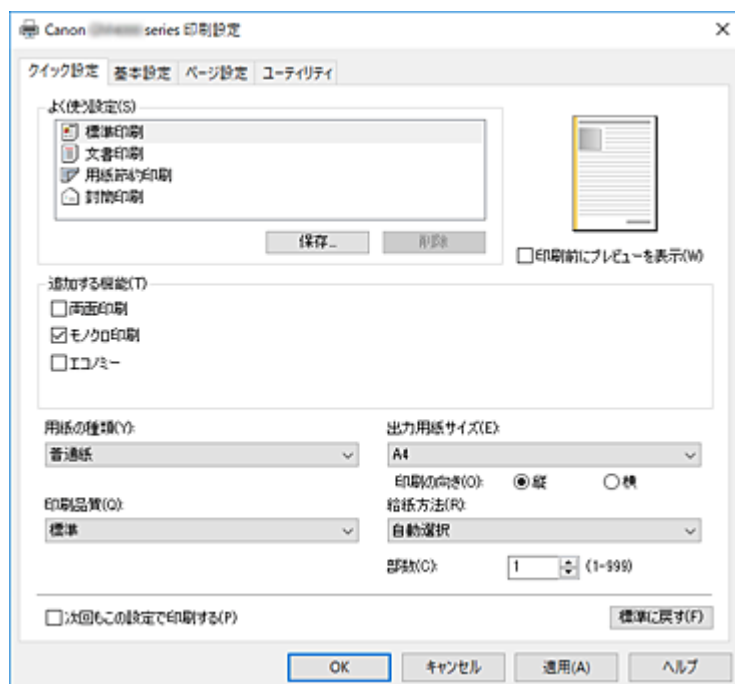 Canon series 印刷設定
クイック設定 基本設定 ページ設定 ユーティリティ
よく使う設定(S)
標準印刷
文書印刷
用紙節約印刷
封筒印刷
保存... 削除
印刷前にプレビューを表示(W)
追加する機能(T)
両面印刷
モノクロ印刷
エコノミー
用紙の種類(Y): 出力用紙サイズ(E):
普通紙 A4
印刷の向き(O): 縦 横
印刷品質(Q): 給紙方法(R):
標準 自動選択
部数(C): 1 (1-999)
次回もこの設定で印刷する(P) 標準に戻す(F)
OK キャンセル 適用(A) ヘルプ